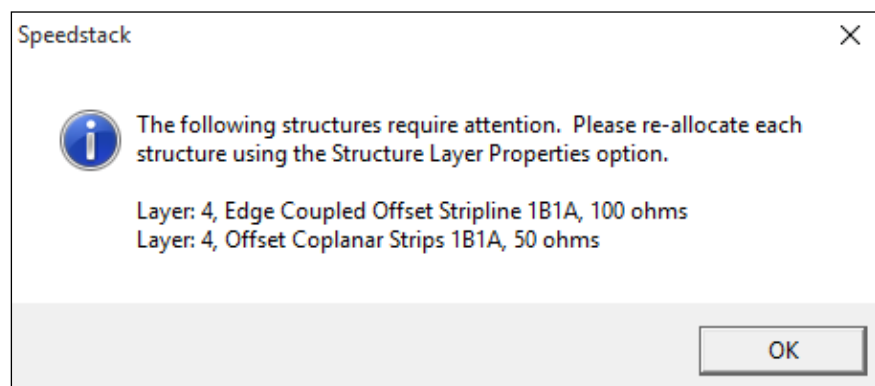 Speedstack
The following structures require attention.  Please re-allocate each
structure using the Structure Layer Properties option.
Layer: 4, Edge Coupled Offset Stripline 1B1A, 100 ohms
Layer: 4, Offset Coplanar Strips 1B1A, 50 ohms
OK